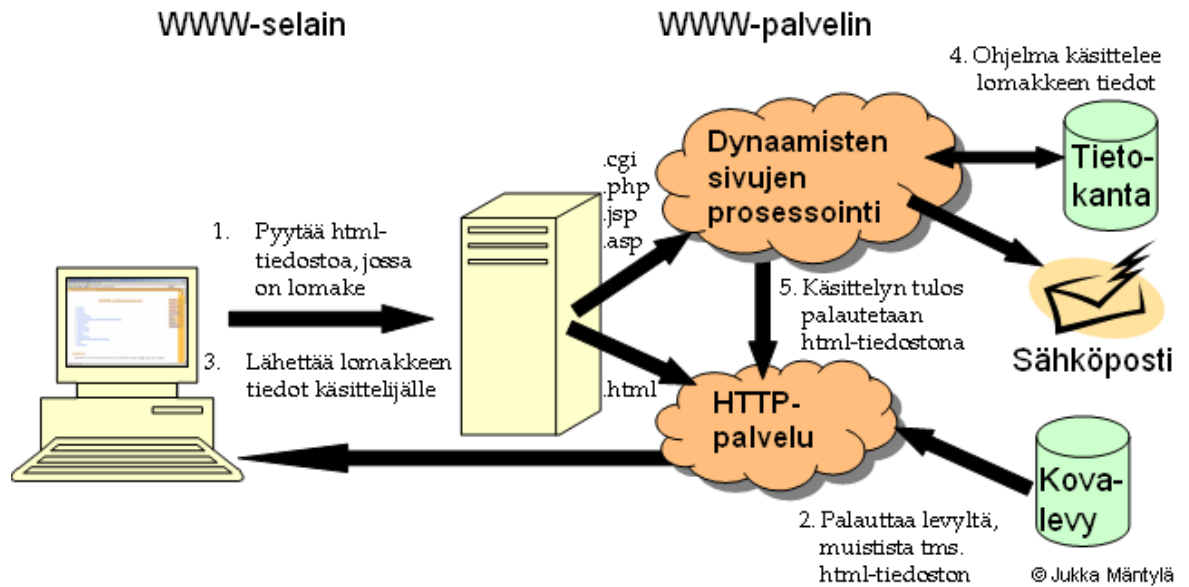 WWW-selain
WWW-palvelin
4. Ohjelma käsittelee
lomakkeen tiedot
Dynaamisten
sivujen
prosessointi
Tieto-
kanta
.cgi
.php
.jsp
.asp
1. Pyytää html-
tiedostoa, jossa
on lomake
3. Lähettää lomakkeen
tiedot käsittelijälle
5. Käsittelyn tulos
palautetaan
html-tiedostona
Sähköposti
.html
HTTP-
palvelu
Kova-
levy
2. Palauttaa levyltä,
muistista tms.
html-tiedoston
© Jukka Mäntylä